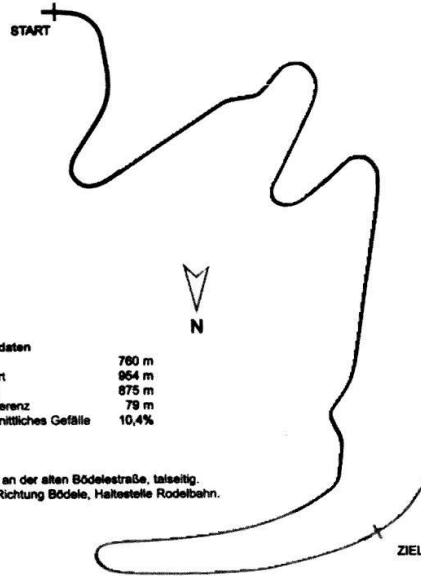 START
N
daten
760 m
rt 954 m
875 m
erenz 79 m
nittliches Gefälle 10,4%
an der alten Bödelestraße, talseitig.
Richtung Bödele, Haltestelle Rodelbahn.
ZIEL